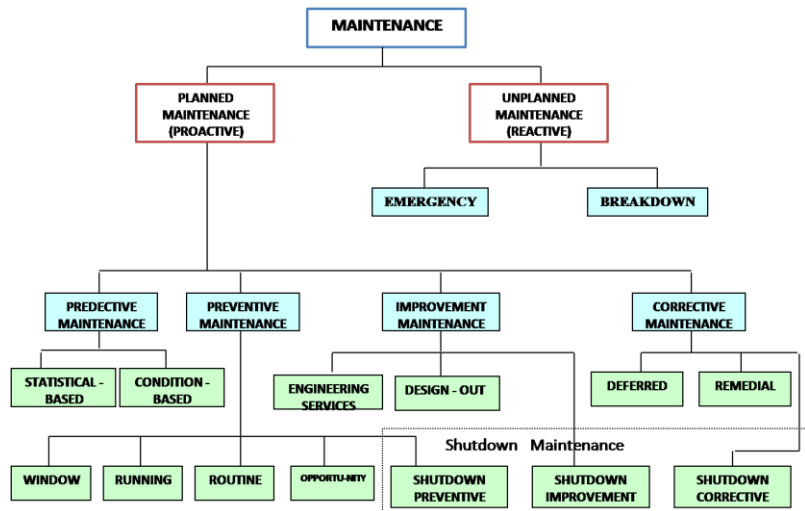 MAINTENANCE
PLANNED
MAINTENANCE
(PROACTIVE)
UNPLANNED
MAINTENANCE
(REACTIVE)
EMERGENCY
BREAKDOWN
PREDECTIVE
MAINTENANCE
PREVENTIVE
MAINTENANCE
IMPROVEMENT
MAINTENANCE
CORRECTIVE
MAINTENANCE
STATISTICAL -
BASED
CONDITION -
BASED
ENGINEERING
SERVICES
DESIGN - OUT
DEFERRED
REMEDIAL
Shutdown Maintenance
WINDOW
RUNNING
ROUTINE
OPPORTU-NITY
SHUTDOWN
PREVENTIVE
SHUTDOWN
IMPROVEMENT
SHUTDOWN
CORRECTIVE